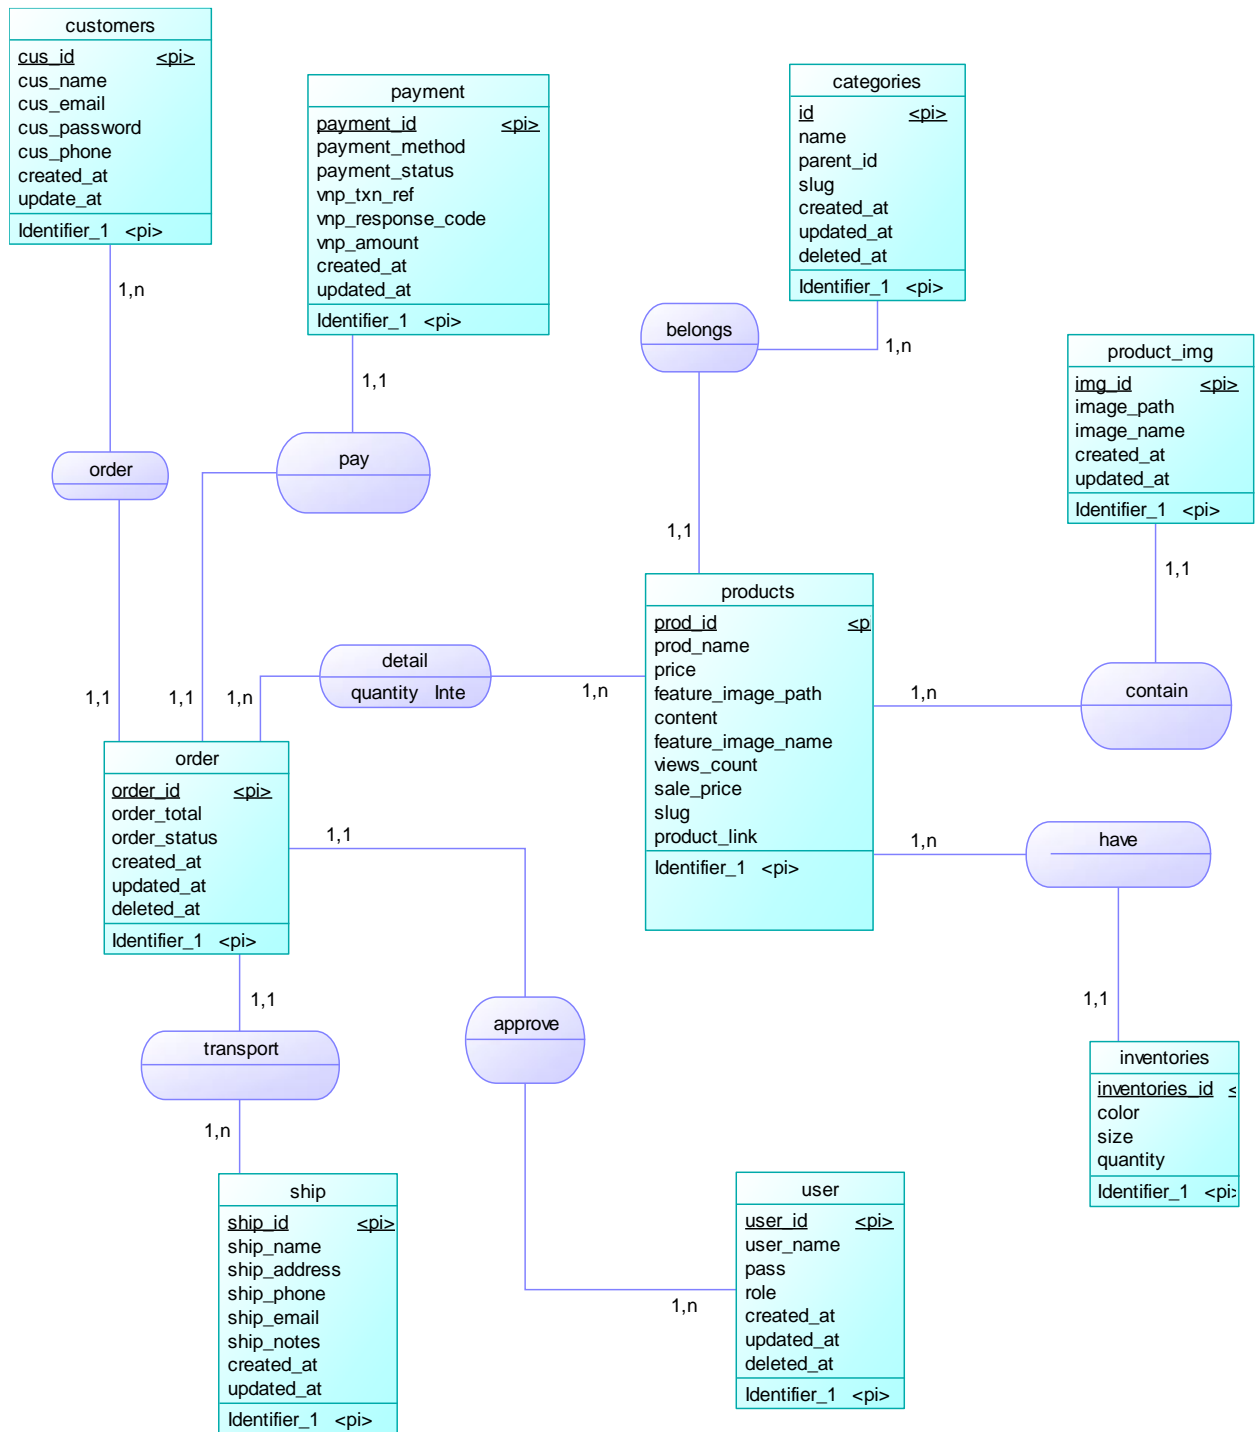 customers
cus_id <pi>
cus_name
cus_email
cus_password
cus_phone
created_at
update_at
Identifier_1 <pi>
1,n
payment
payment_id <pi>
payment_method
payment_status
vnp_txn_ref
vnp_response_code
vnp_amount
created_at
updated_at
Identifier_1 <pi>
1,1
categories
id <pi>
name
parent_id
slug
created_at
updated_at
deleted_at
Identifier_1 <pi>
1,n
belongs
1,1
product_img
img_id <pi>
image_path
image_name
created_at
updated_at
Identifier_1 <pi>
1,1
order
pay
1,1
1,1
1,n
detail
quantity Inte
1,n
products
prod_id <p
prod_name
price
feature_image_path
content
feature_image_name
views_count
sale_price
slug
product_link
Identifier_1 <pi>
1,n
contain
1,n
have
1,1
order
order_id <pi>
order_total
order_status
created_at
updated_at
deleted_at
Identifier_1 <pi>
1,1
1,1
transport
1,n
approve
1,n
inventories
inventories_id <
color
size
quantity
Identifier_1 <pi>
ship
ship_id <pi>
ship_name
ship_address
ship_phone
ship_email
ship_notes
created_at
updated_at
Identifier_1 <pi>
user
user_id <pi>
user_name
pass
role
created_at
updated_at
deleted_at
Identifier_1 <pi>